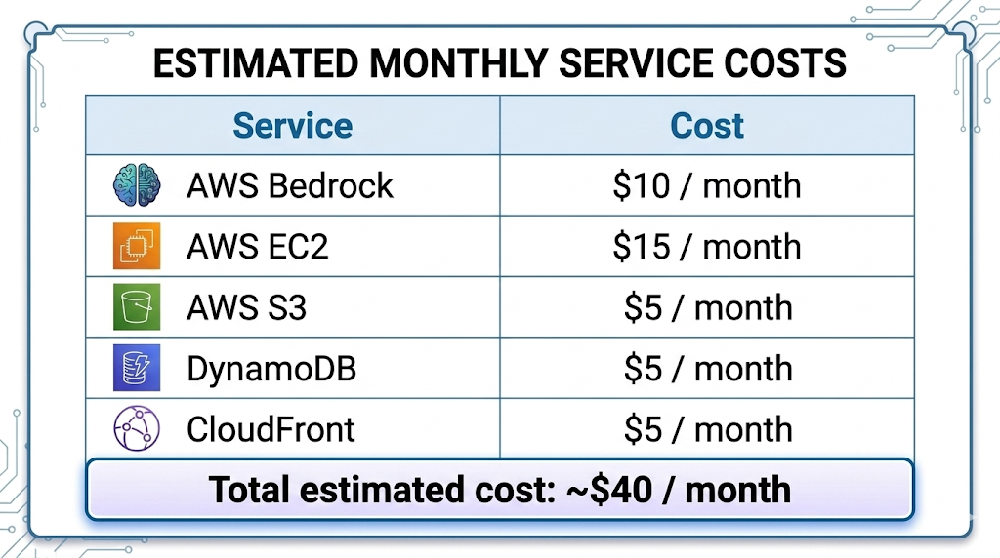 ESTIMATED MONTHLY SERVICE COSTS
Service Cost
AWS Bedrock $10 / month
AWS EC2 $15 / month
AWS S3 $5 / month
DynamoDB $5 / month
CloudFront $5 / month
Total estimated cost: ~$40 / month